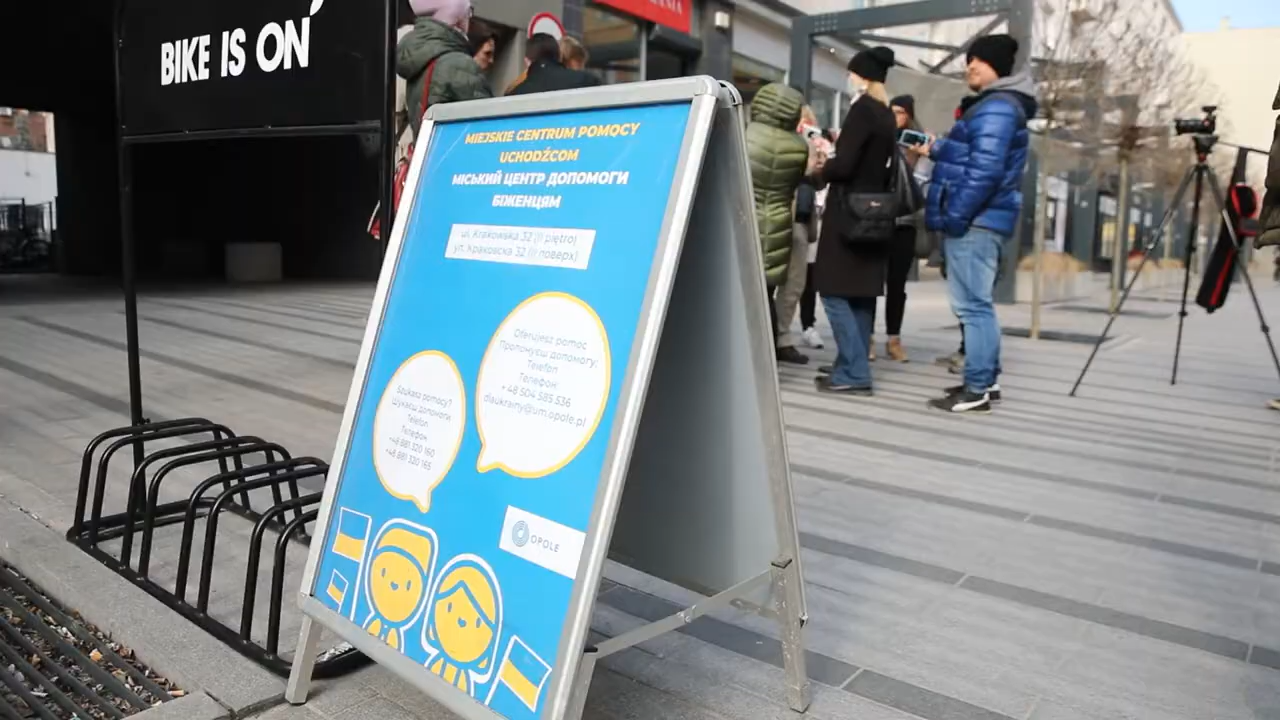 BIKE IS ON
MIEJSKIE CENTRUM POMOCY
UCHODŹCOM
МІСЬКИЙ ЦЕНТР ДОПОМОГИ
БІЖЕНЦЯМ
ul. Krakowska 32 (II piętro)
ул. Краковска 32 (II поверх)
Oferujesz pomoc
Пропонуєш допомогу:
Telefon
Телефон:
+ 48 504 585 536
dlaukrainy@um.opole.pl
Szukasz pomocy?
Шукаєш допомоги
Telefon
Телефон
+48 881 320 160
+48 881 320 165
OPOLE